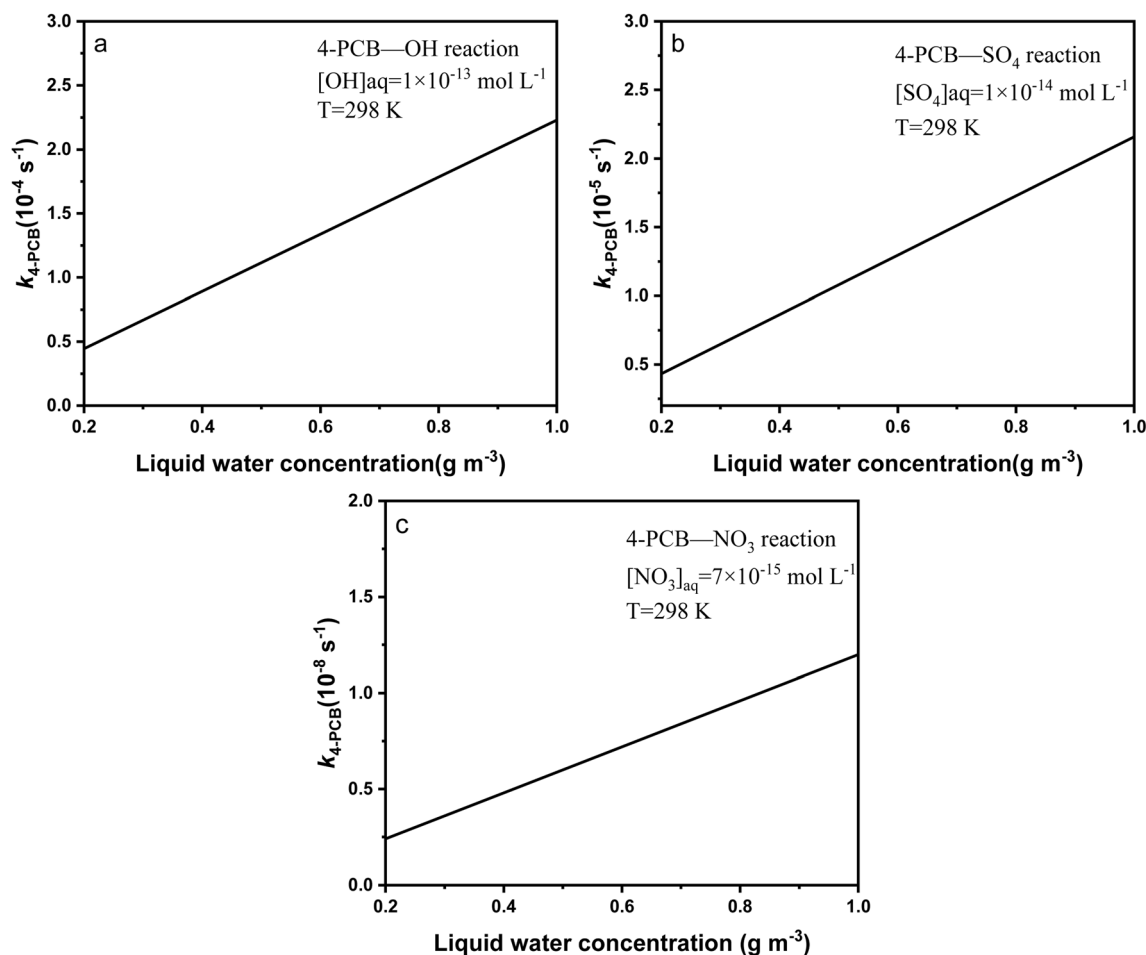 a
4-PCB—OH reaction
[OH]aq=1×10⁻¹³ mol L⁻¹
T=298 K
3.0
2.5
2.0
1.5
1.0
0.5
0.0
k₄₋PCB(10⁻⁴ s⁻¹)
0.2 0.4 0.6 0.8 1.0
Liquid water concentration(g m⁻³)
b
4-PCB—SO₄ reaction
[SO₄]aq=1×10⁻¹⁴ mol L⁻¹
T=298 K
3.0
2.5
2.0
1.5
1.0
0.5
k₄₋PCB(10⁻⁵ s⁻¹)
0.2 0.4 0.6 0.8 1.0
Liquid water concentration(g m⁻³)
c
4-PCB—NO₃ reaction
[NO₃]aq=7×10⁻¹⁵ mol L⁻¹
T=298 K
2.0
1.5
1.0
0.5
0.0
k₄₋PCB(10⁻⁸ s⁻¹)
0.2 0.4 0.6 0.8 1.0
Liquid water concentration (g m⁻³)